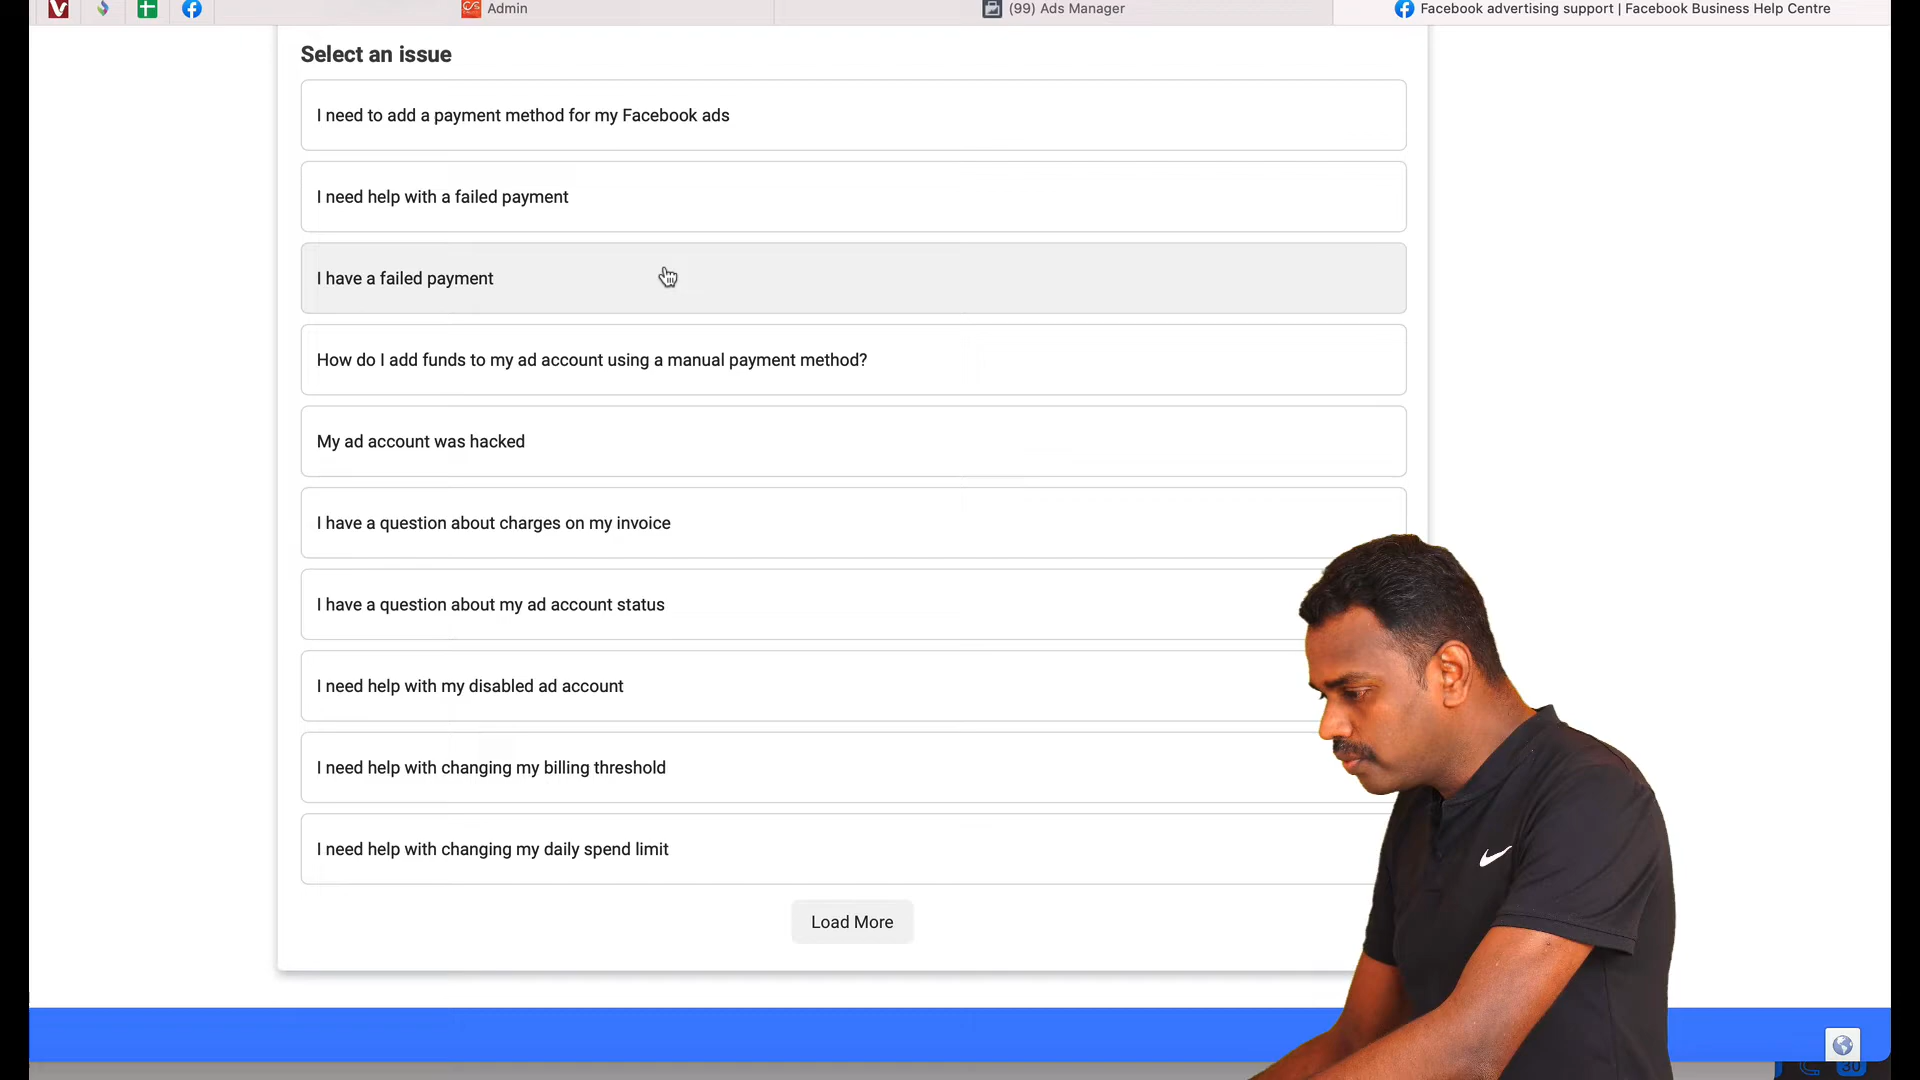 Admin
(99) Ads Manager
Facebook advertising support | Facebook Business Help Centre
Select an issue
I need to add a payment method for my Facebook ads
I need help with a failed payment
I have a failed payment
How do I add funds to my ad account using a manual payment method?
My ad account was hacked
I have a question about charges on my invoice
I have a question about my ad account status
I need help with my disabled ad account
I need help with changing my billing threshold
I need help with changing my daily spend limit
Load More
30